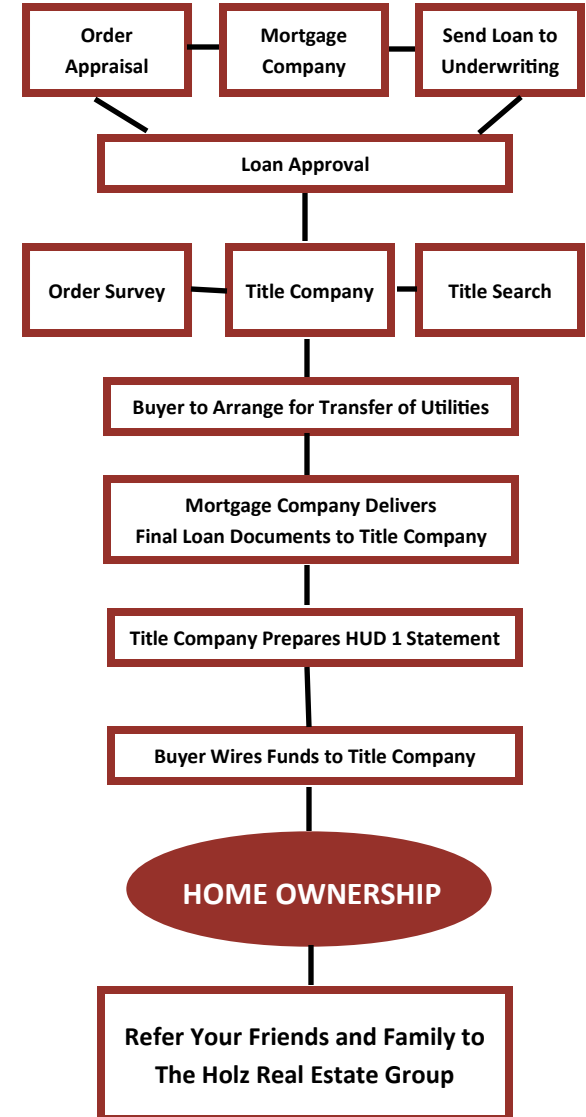 Order
Appraisal
Mortgage
Company
Send Loan to
Underwriting
Loan Approval
Order Survey
Title Company
Title Search
Buyer to Arrange for Transfer of Utilities
Mortgage Company Delivers
Final Loan Documents to Title Company
Title Company Prepares HUD 1 Statement
Buyer Wires Funds to Title Company
HOME OWNERSHIP
Refer Your Friends and Family to
The Holz Real Estate Group